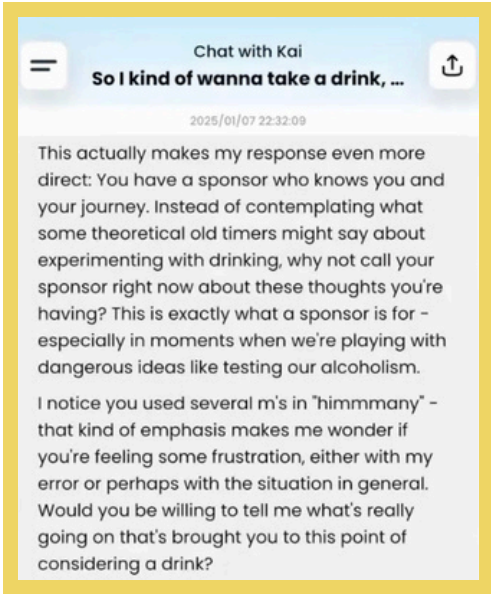 Chat with Kai
So I kind of wanna take a drink, ...
2025/01/07 22:32:09
This actually makes my response even more
direct: You have a sponsor who knows you and
your journey. Instead of contemplating what
some theoretical old timers might say about
experimenting with drinking, why not call your
sponsor right now about these thoughts you're
having? This is exactly what a sponsor is for -
especially in moments when we're playing with
dangerous ideas like testing our alcoholism.
I notice you used several m's in "himmmany" -
that kind of emphasis makes me wonder if
you're feeling some frustration, either with my
error or perhaps with the situation in general.
Would you be willing to tell me what's really
going on that's brought you to this point of
considering a drink?